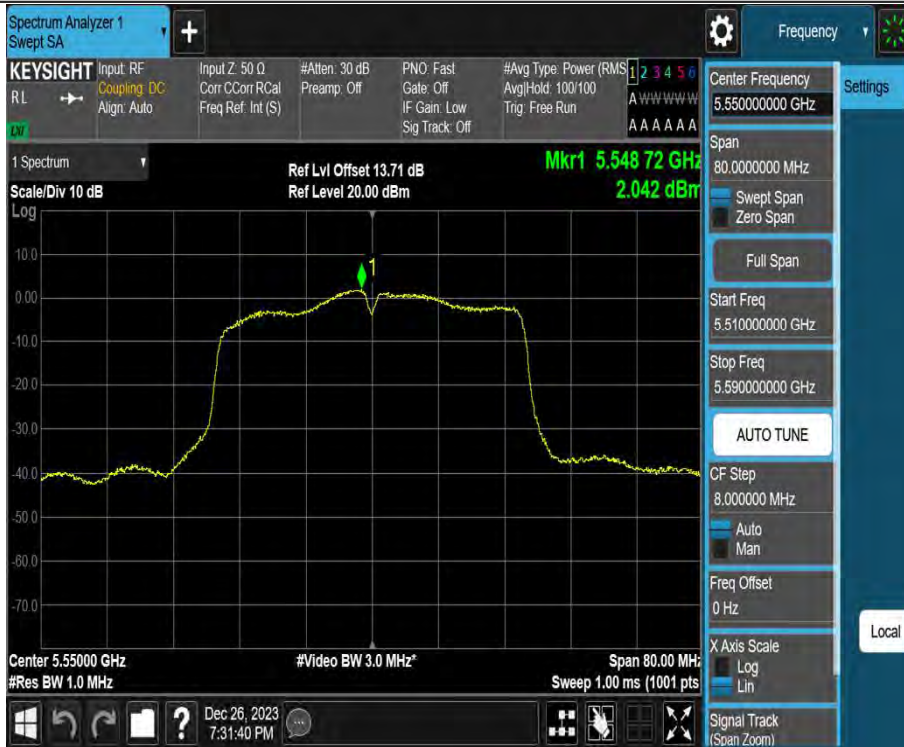 Spectrum Analyzer 1
Swept SA
+
Frequency
KEYSIGHT
RL
LXI
Input: RF
Coupling: DC
Align: Auto
Input Z: 50 Ω
Corr CCorr RCal
Freq Ref: Int (S)
#Atten: 30 dB
Preamp: Off
PNO: Fast
Gate: Off
IF Gain: Low
Sig Track: Off
#Avg Type: Power (RMS
Avg|Hold: 100/100
Trig: Free Run
1 2 3 4 5 6
A W W W W W
A A A A A A
1 Spectrum
Scale/Div 10 dB
Log
Ref Lvl Offset 13.71 dB
Ref Level 20.00 dBm
Mkr1 5.548 72 GHz
2.042 dBm
10.0
0.00
-10.0
-20.0
-30.0
-40.0
-50.0
-60.0
-70.0
1
Center 5.55000 GHz
#Res BW 1.0 MHz
#Video BW 3.0 MHz*
Span 80.00 MHz
Sweep 1.00 ms (1001 pts
Dec 26, 2023
7:31:40 PM
?
Center Frequency
5.550000000 GHz
Settings
Span
80.0000000 MHz
Swept Span
Zero Span
Full Span
Start Freq
5.510000000 GHz
Stop Freq
5.590000000 GHz
AUTO TUNE
CF Step
8.000000 MHz
Auto
Man
Freq Offset
0 Hz
Local
X Axis Scale
Log
Lin
Signal Track
(Span Zoom)